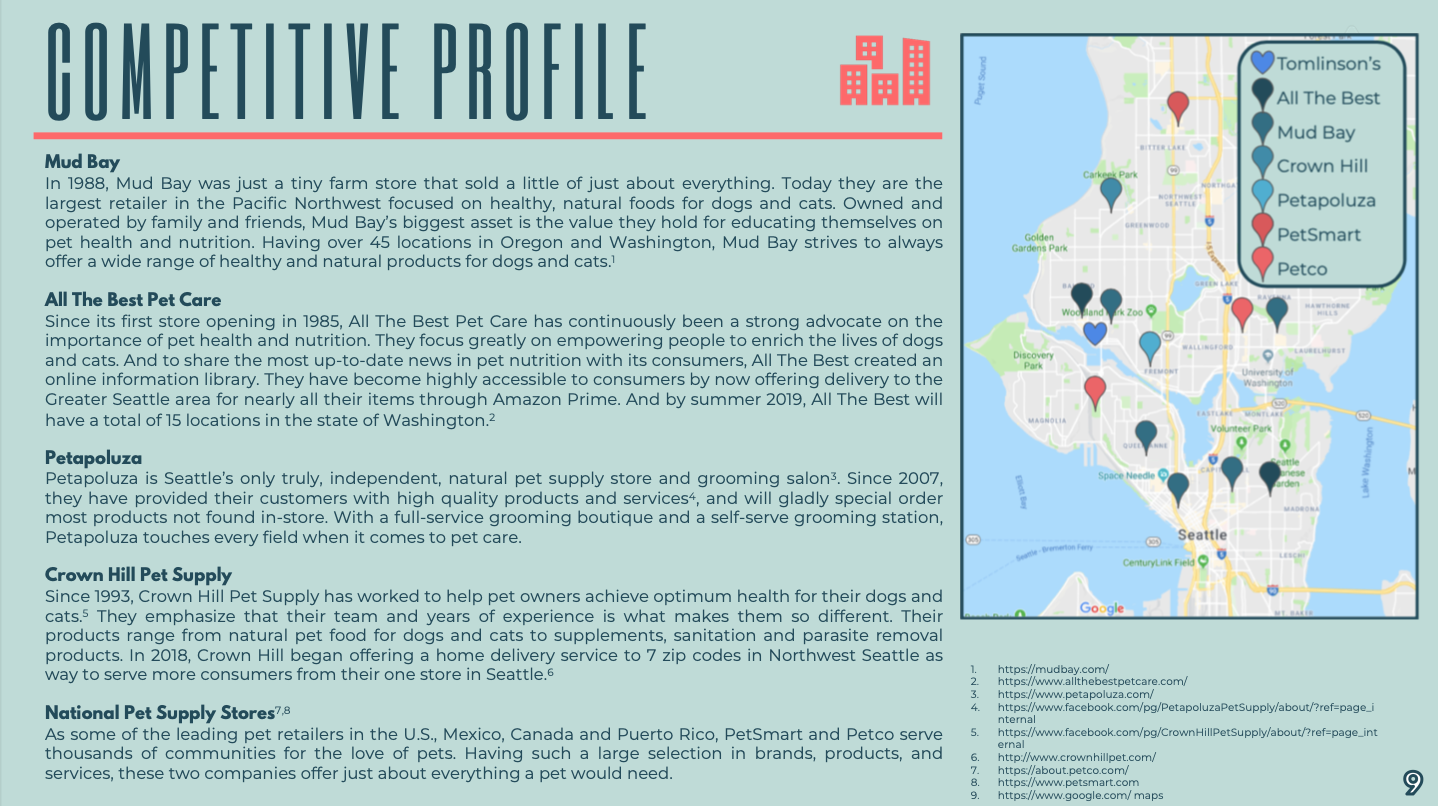 COMPETITIVE PROFILE
Mud Bay
In 1988, Mud Bay was just a tiny farm store that sold a little of just about everything. Today they are the
largest retailer in the Pacific Northwest focused on healthy, natural foods for dogs and cats. Owned and
operated by family and friends, Mud Bay's biggest asset is the value they hold for educating themselves on
pet health and nutrition. Having over 45 locations in Oregon and Washington, Mud Bay strives to always
offer a wide range of healthy and natural products for dogs and cats.¹
All The Best Pet Care
Since its first store opening in 1985, All The Best Pet Care has continuously been a strong advocate on the
importance of pet health and nutrition. They focus greatly on empowering people to enrich the lives of dogs
and cats. And to share the most up-to-date news in pet nutrition with its consumers, All The Best created an
online information library. They have become highly accessible to consumers by now offering delivery to the
Greater Seattle area for nearly all their items through Amazon Prime. And by summer 2019, All The Best will
have a total of 15 locations in the state of Washington.²
Petapoluza
Petapoluza is Seattle's only truly, independent, natural pet supply store and grooming salon³. Since 2007,
they have provided their customers with high quality products and services⁴, and will gladly special order
most products not found in-store. With a full-service grooming boutique and a self-serve grooming station,
Petapoluza touches every field when it comes to pet care.
Crown Hill Pet Supply
Since 1993, Crown Hill Pet Supply has worked to help pet owners achieve optimum health for their dogs and
cats.⁵ They emphasize that their team and years of experience is what makes them so different. Their
products range from natural pet food for dogs and cats to supplements, sanitation and parasite removal
products. In 2018, Crown Hill began offering a home delivery service to 7 zip codes in Northwest Seattle as
way to serve more consumers from their one store in Seattle.⁶
National Pet Supply Stores⁷,⁸
As some of the leading pet retailers in the U.S., Mexico, Canada and Puerto Rico, PetSmart and Petco serve
thousands of communities for the love of pets. Having such a large selection in brands, products, and
services, these two companies offer just about everything a pet would need.
Tomlinson's
All The Best
Mud Bay
Crown Hill
Petapoluza
PetSmart
Petco
Puget Sound
BITTER LAKE
99
Carkeek Park
NORTHWEST
SEATTLE
5
GREENWOOD
Golden
Gardens Park
I-5 Express
GREEN LAKE
5
HAWTHORNE
HILLS
99
Discovery
Park
WALLINGFORD
LAURELHURST
FREMONT
University of
Washington
520
EASTLAKE
MONTLAKE
520
MAGNOLIA
Volunteer Park
5
Space Needle
Lake Washington
Elliott Bay
MADRONA
305
305
Seattle
Seattle - Bremerton Ferry
5
LESCHI
CenturyLink Field
90
Google
MT. BAKER
1. https://mudbay.com/
2. https://www.allthebestpetcare.com/
3. https://www.petapoluza.com/
4. https://www.facebook.com/pg/PetapoluzaPetSupply/about/?ref=page_i
nternal
5. https://www.facebook.com/pg/CrownHillPetSupply/about/?ref=page_int
ernal
6. http://www.crownhillpet.com/
7. https://about.petco.com/
8. https://www.petsmart.com
9. https://www.google.com/ maps
9